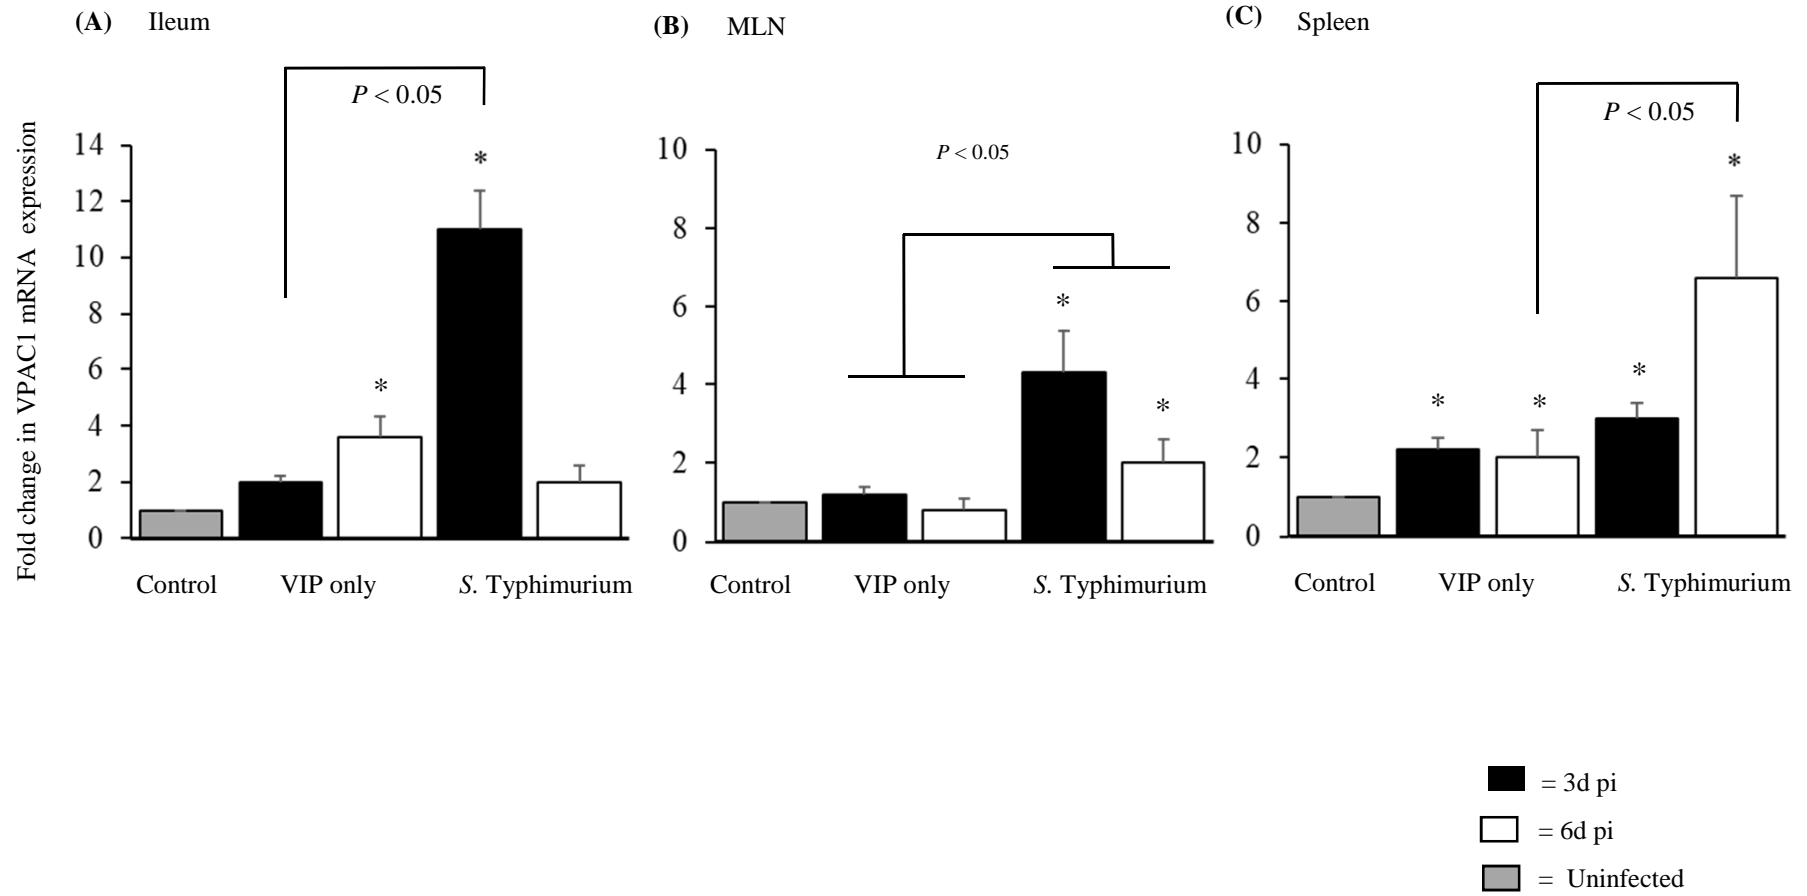 (A) Ileum
P < 0.05
Fold change in VPAC1 mRNA expression
14
12
10
8
6
4
2
0
*
*
Control VIP only S. Typhimurium
(B) MLN
P < 0.05
10
8
6
4
2
0
*
*
Control VIP only S. Typhimurium
(C) Spleen
P < 0.05
10
8
6
4
2
0
*
*
*
*
Control VIP only S. Typhimurium
= 3d pi
= 6d pi
= Uninfected